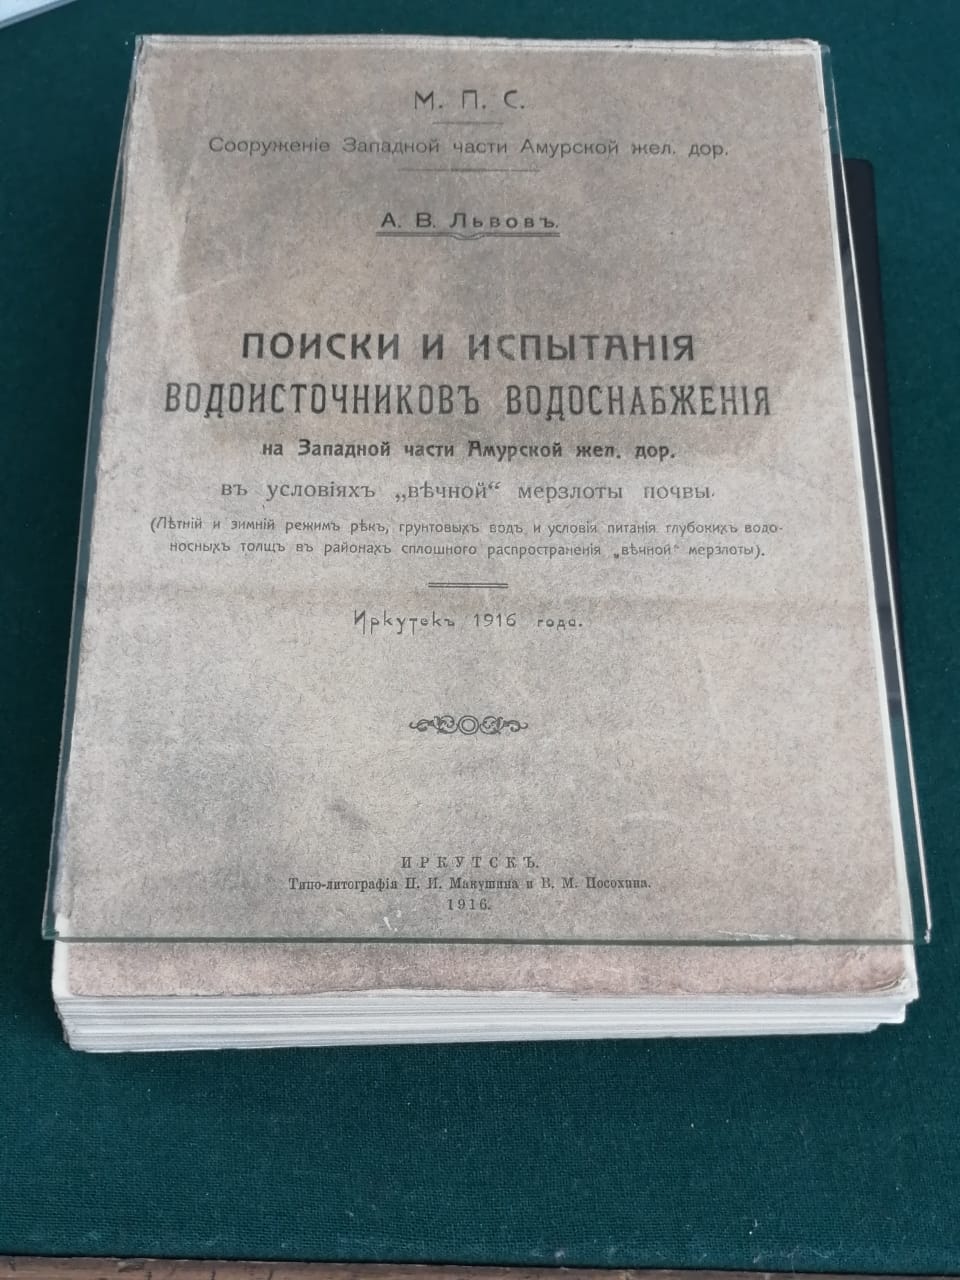 М. П. С.
Сооруженіе Западной части Амурской жел. дор.
А. В. Львовъ.
ПОИСКИ И ИСПЫТАНІЯ
ВОДОИСТОЧНИКОВЪ ВОДОСНАБЖЕНІЯ
на Западной части Амурской жел. дор.
въ условіяхъ „вѣчной“ мерзлоты почвы.
(Лѣтній и зимній режимъ рѣкъ, грунтовыхъ водъ и условія питанія глубокихъ водо-
носныхъ толщъ въ районахъ сплошного распространенія „вѣчной“ мерзлоты).
Иркутскъ 1916 года.
ИРКУТСКЪ.
Типо-литографія П. И. Макушина и В. М. Посохина.
1916.